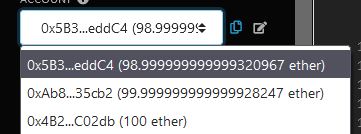 ACCOUNT
0x5B3...eddC4 (98.99999
0x5B3...eddC4 (98.999999999999320967 ether)
0xAb8...35cb2 (99.999999999999928247 ether)
0x4B2...C02db (100 ether)